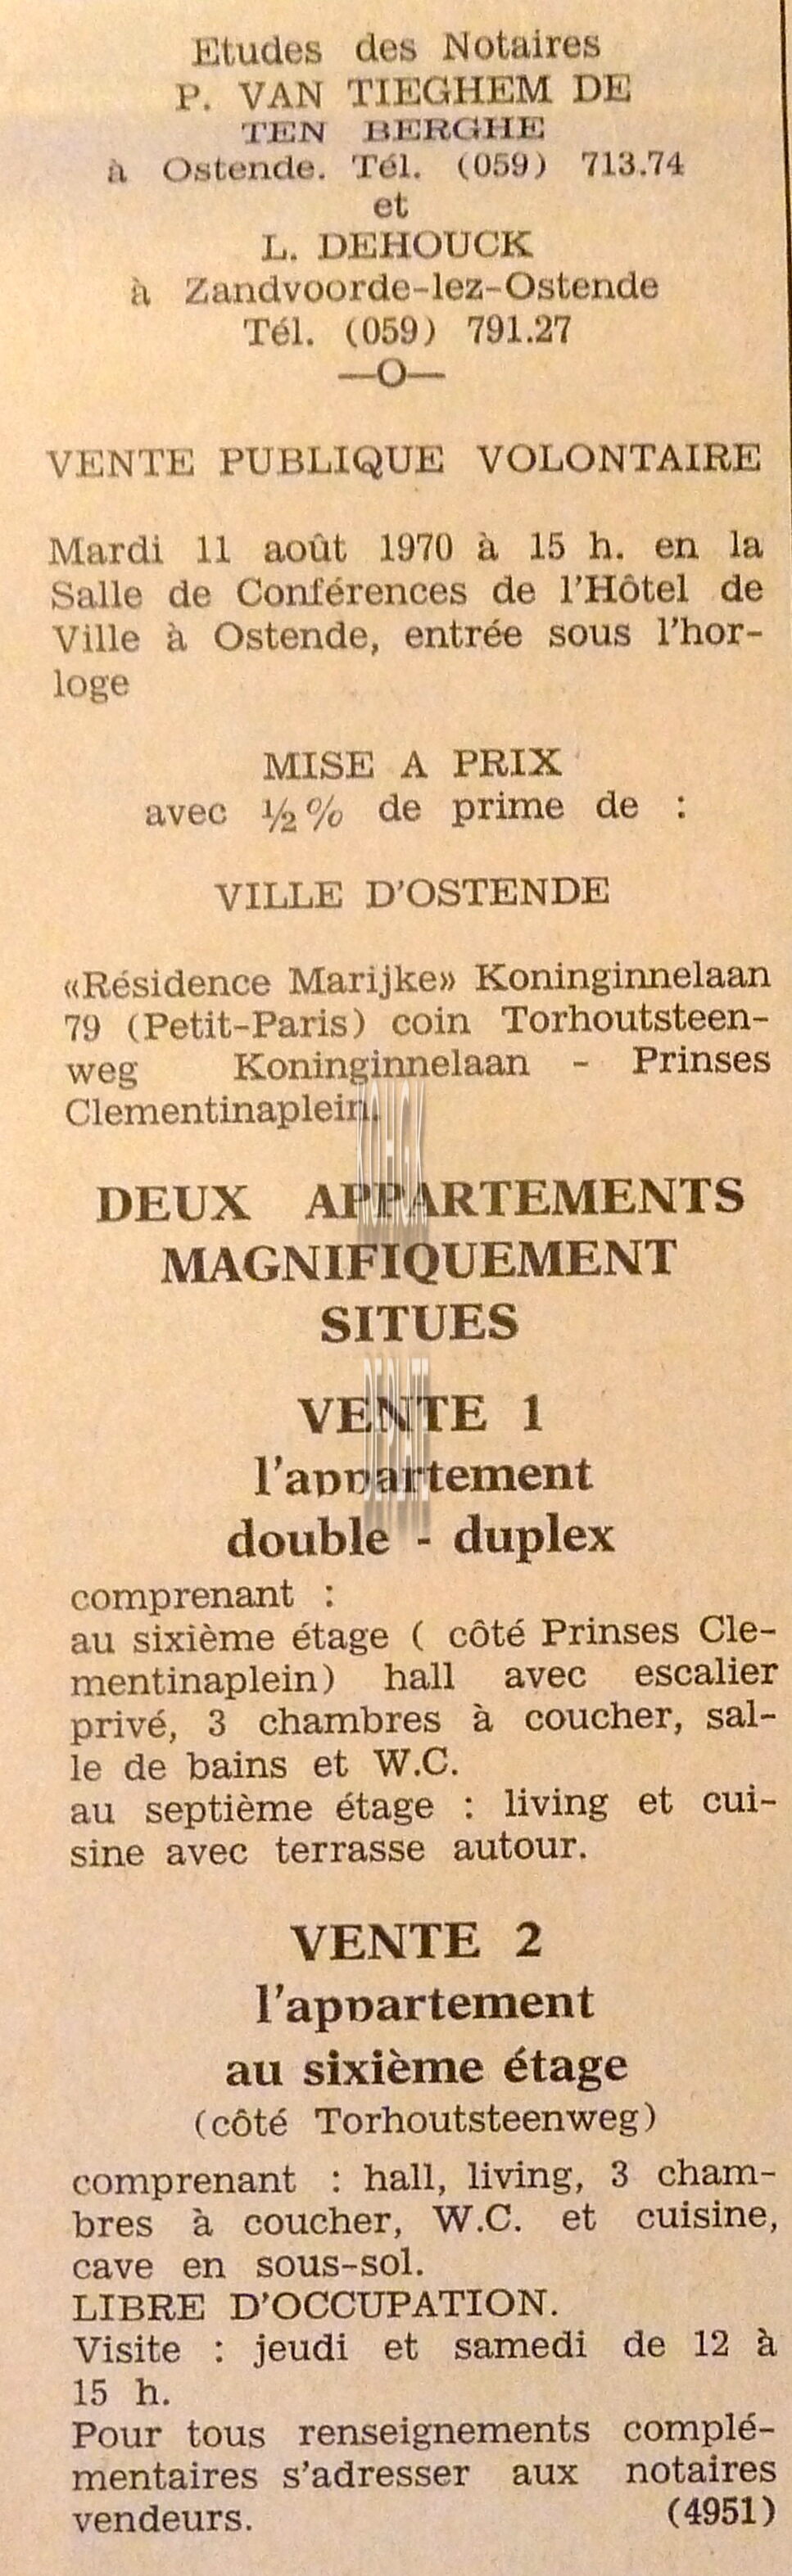 Etudes des Notaires
P. VAN TIEGHEM DE
TEN BERGHE
à Ostende. Tél. (059) 713.74
et
L. DEHOUCK
à Zandvoorde-lez-Ostende
Tél. (059) 791.27
—O—
VENTE PUBLIQUE VOLONTAIRE
Mardi 11 août 1970 à 15 h. en la
Salle de Conférences de l'Hôtel de
Ville à Ostende, entrée sous l'hor-
loge
MISE A PRIX
avec ½% de prime de :
VILLE D'OSTENDE
«Résidence Marijke» Koninginnelaan
79 (Petit-Paris) coin Torhoutsteen-
weg Koninginnelaan - Prinses
Clementinaplein.
DEUX APPARTEMENTS
MAGNIFIQUEMENT
SITUES
VENTE 1
l'appartement
double - duplex
comprenant :
au sixième étage ( côté Prinses Cle-
mentinaplein) hall avec escalier
privé, 3 chambres à coucher, sal-
le de bains et W.C.
au septième étage : living et cui-
sine avec terrasse autour.
VENTE 2
l'appartement
au sixième étage
(côté Torhoutsteenweg)
comprenant : hall, living, 3 cham-
bres à coucher, W.C. et cuisine,
cave en sous-sol.
LIBRE D'OCCUPATION.
Visite : jeudi et samedi de 12 à
15 h.
Pour tous renseignements complé-
mentaires s'adresser aux notaires
vendeurs. (4951)